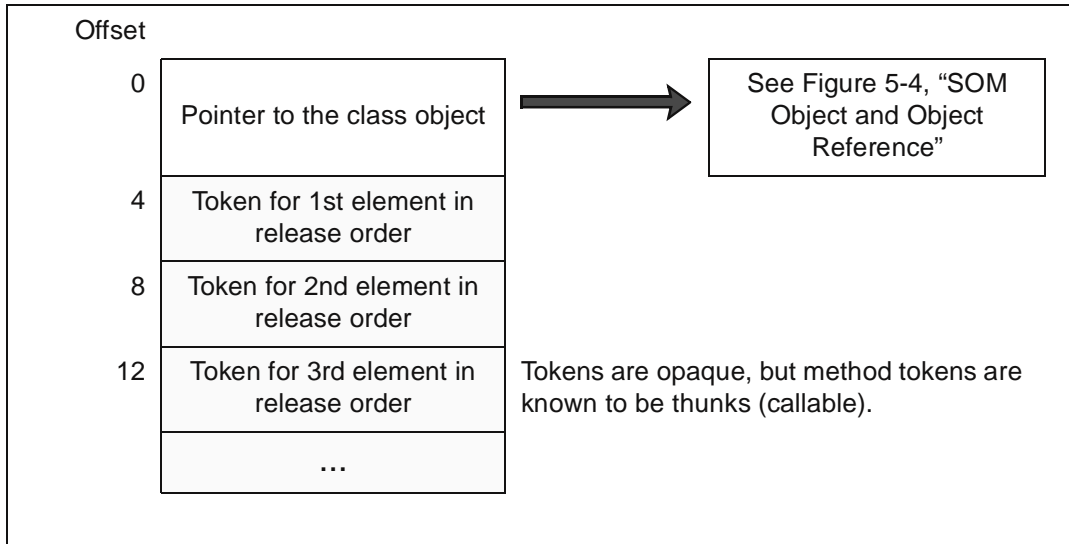 Offset
0
Pointer to the class object
See Figure 5-4, “SOM
Object and Object
Reference”
4
Token for 1st element in
release order
8
Token for 2nd element in
release order
12
Token for 3rd element in
release order
Tokens are opaque, but method tokens are
known to be thunks (callable).
...